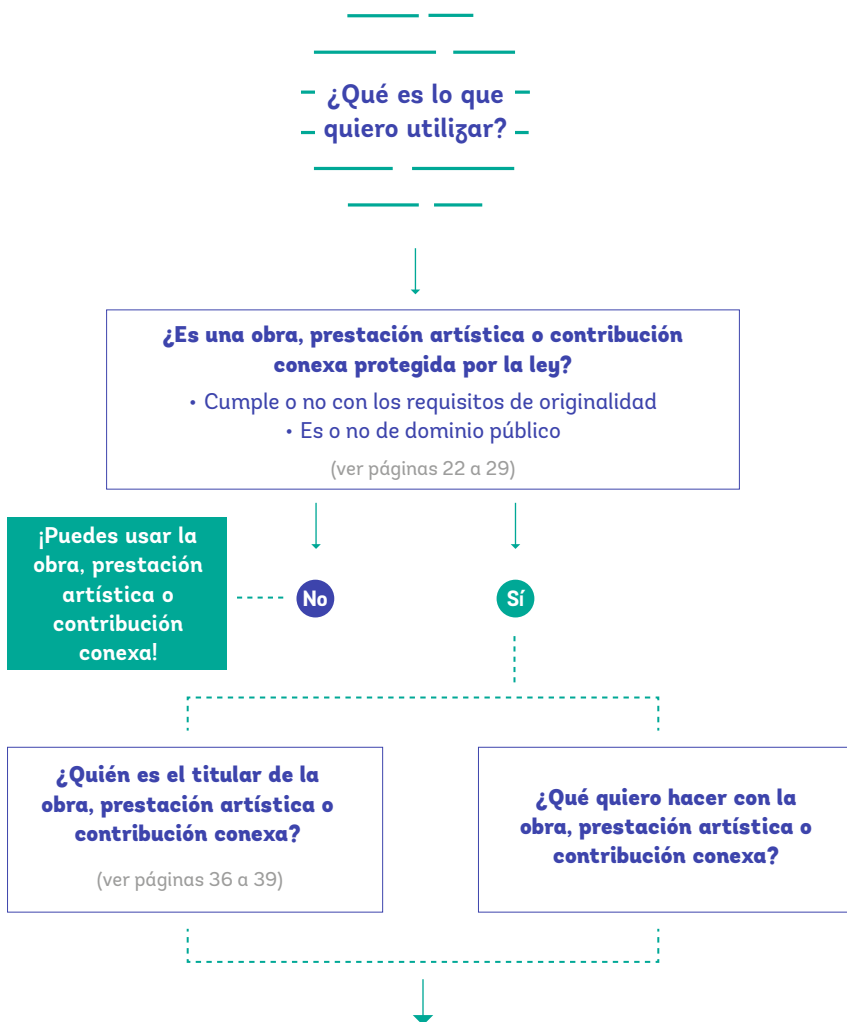 ¿Qué es lo que
quiero utilizar?
¿Es una obra, prestación artística o contribución
conexa protegida por la ley?
• Cumple o no con los requisitos de originalidad
• Es o no de dominio público
(ver páginas 22 a 29)
¡Puedes usar la
obra, prestación
artística o
contribución
conexa!
No
Sí
¿Quién es el titular de la
obra, prestación artística o
contribución conexa?
(ver páginas 36 a 39)
¿Qué quiero hacer con la
obra, prestación artística o
contribución conexa?